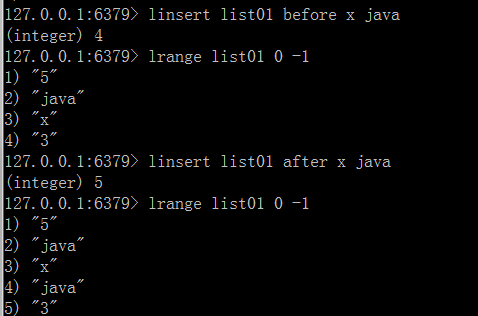 127.0.0.1:6379> linsert list01 before x java
(integer) 4
127.0.0.1:6379> lrange list01 0 -1
1) "5"
2) "java"
3) "x"
4) "3"
127.0.0.1:6379> linsert list01 after x java
(integer) 5
127.0.0.1:6379> lrange list01 0 -1
1) "5"
2) "java"
3) "x"
4) "java"
5) "3"